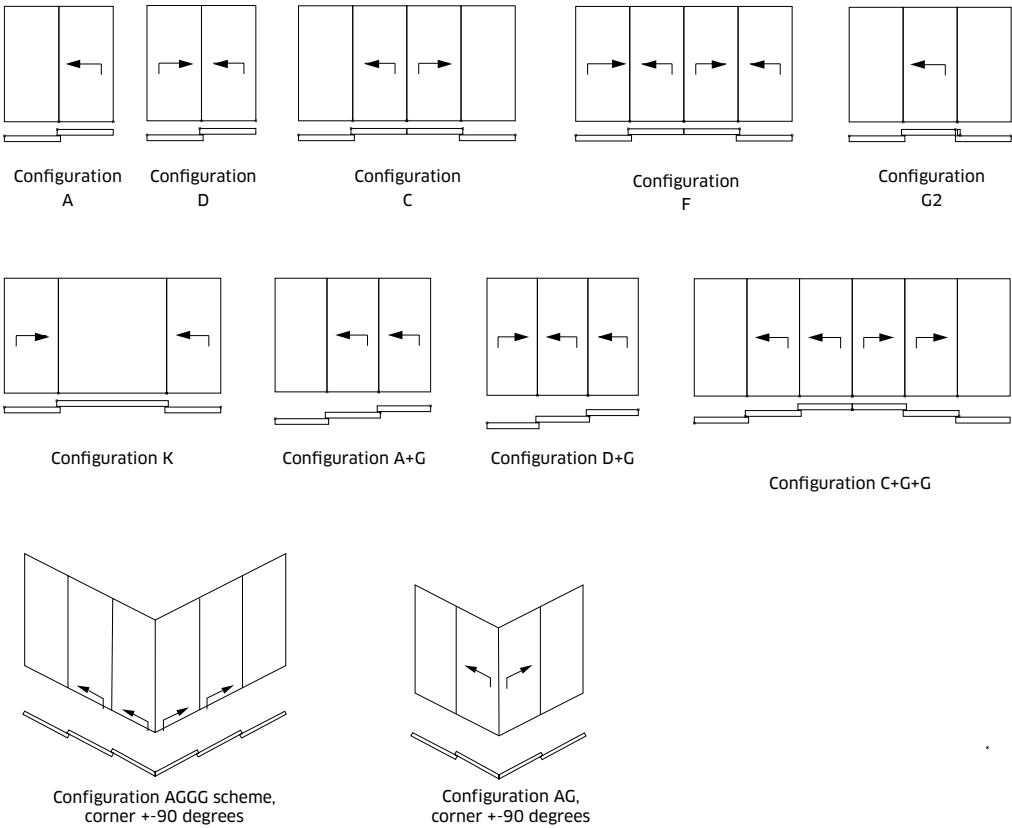 Configuration
A
Configuration
D
Configuration
C
Configuration
F
Configuration
G2
Configuration K
Configuration A+G
Configuration D+G
Configuration C+G+G
Configuration AGGG scheme,
corner +-90 degrees
Configuration AG,
corner +-90 degrees